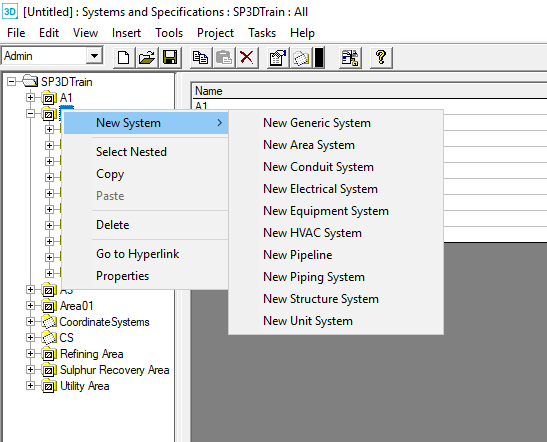 3D [Untitled] : Systems and Specifications : SP3DTrain : All
File Edit View Insert Tools Project Tasks Help
Admin
SP3DTrain
A1
Name
A1
New System
Select Nested
Copy
Paste
Delete
Go to Hyperlink
Properties
New Generic System
New Area System
New Conduit System
New Electrical System
New Equipment System
New HVAC System
New Pipeline
New Piping System
New Structure System
New Unit System
A3
Area01
CoordinateSystems
CS
Refining Area
Sulphur Recovery Area
Utility Area